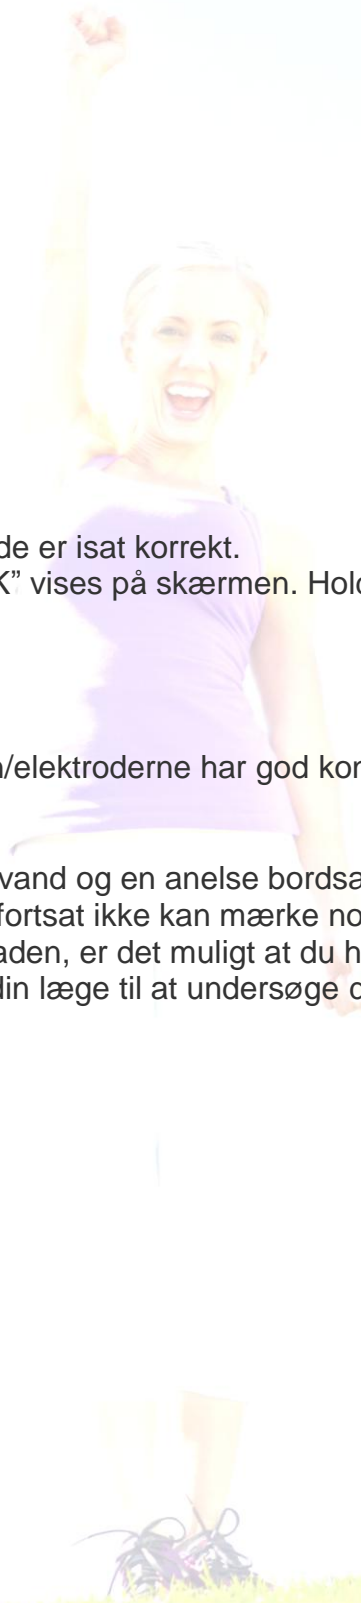 de er isat korrekt.
K” vises på skærmen. Hold
/elektroderne har god kon
vand og en anelse bordsa
fortsat ikke kan mærke no
aden, er det muligt at du h
din læge til at undersøge d